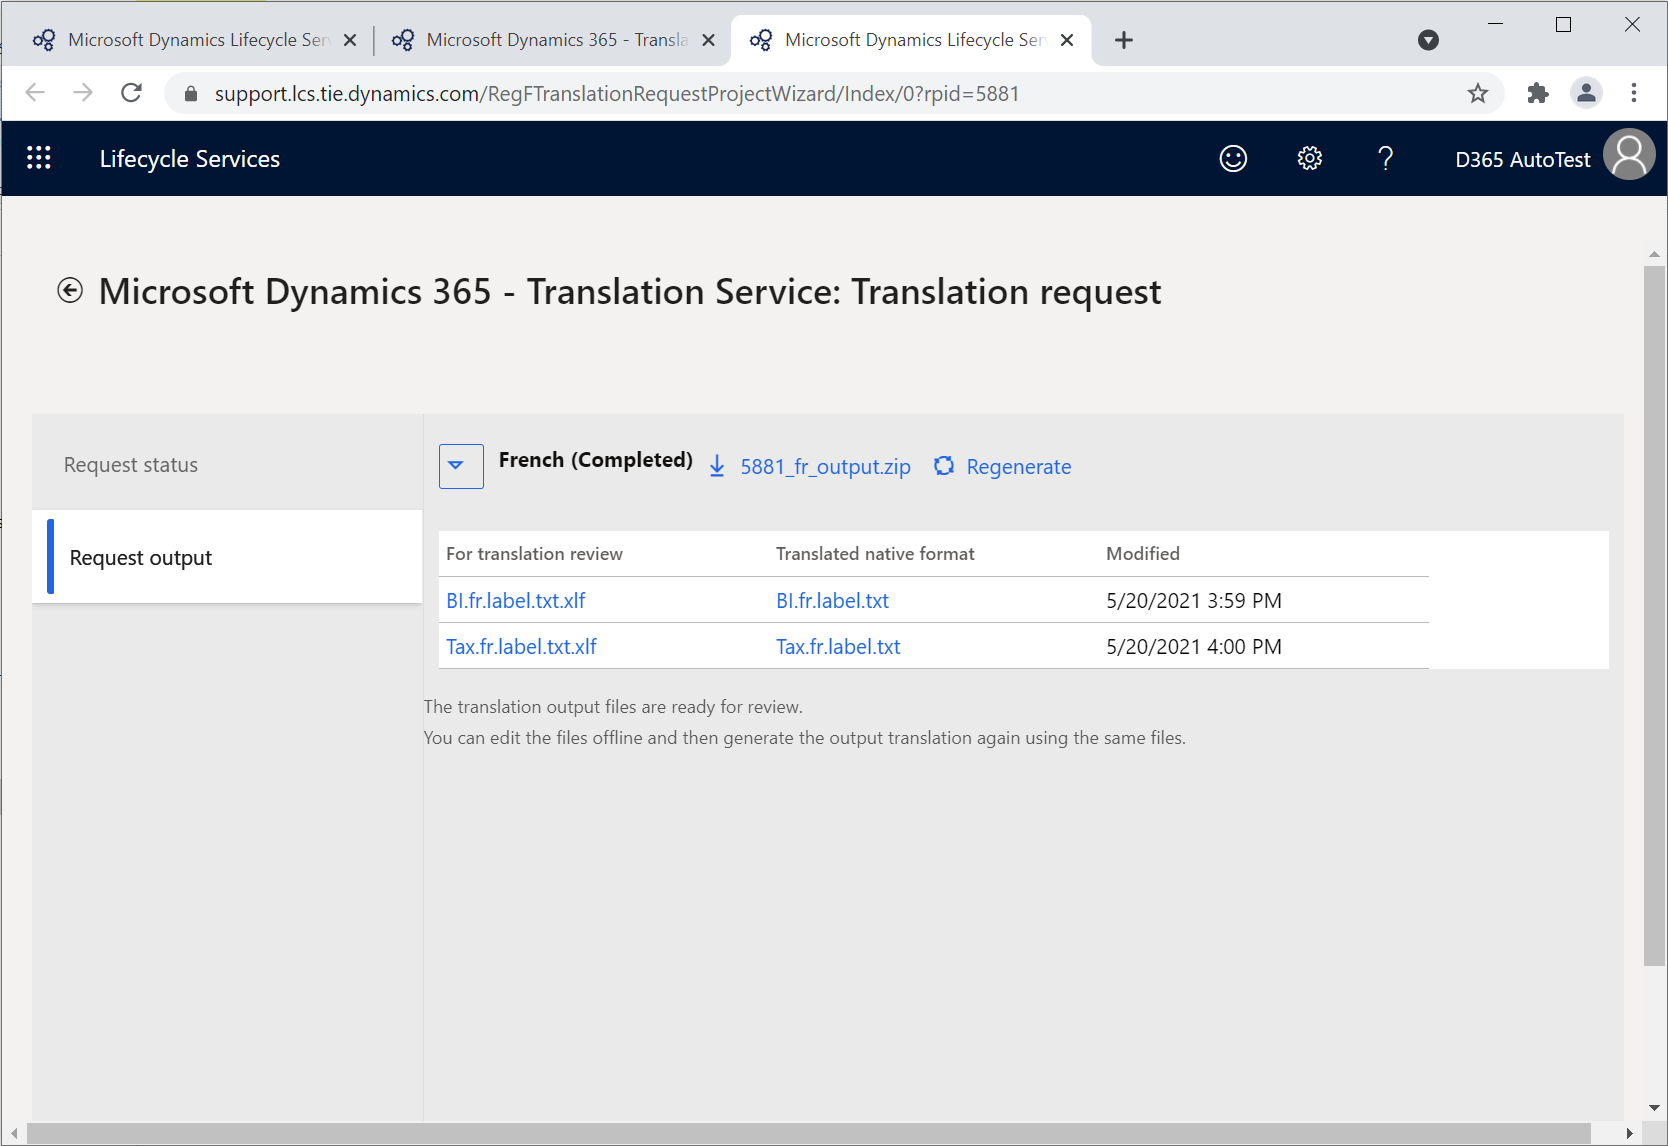 Microsoft Dynamics Lifecycle Ser
Microsoft Dynamics 365 - Transla
Microsoft Dynamics Lifecycle Ser
support.lcs.tie.dynamics.com/RegFTranslationRequestProjectWizard/Index/0?rpid=5881
Lifecycle Services
D365 AutoTest
Microsoft Dynamics 365 - Translation Service: Translation request
Request status
Request output
French (Completed) 5881_fr_output.zip Regenerate
For translation review Translated native format Modified
BI.fr.label.txt.xlf BI.fr.label.txt 5/20/2021 3:59 PM
Tax.fr.label.txt.xlf Tax.fr.label.txt 5/20/2021 4:00 PM
The translation output files are ready for review.
You can edit the files offline and then generate the output translation again using the same files.